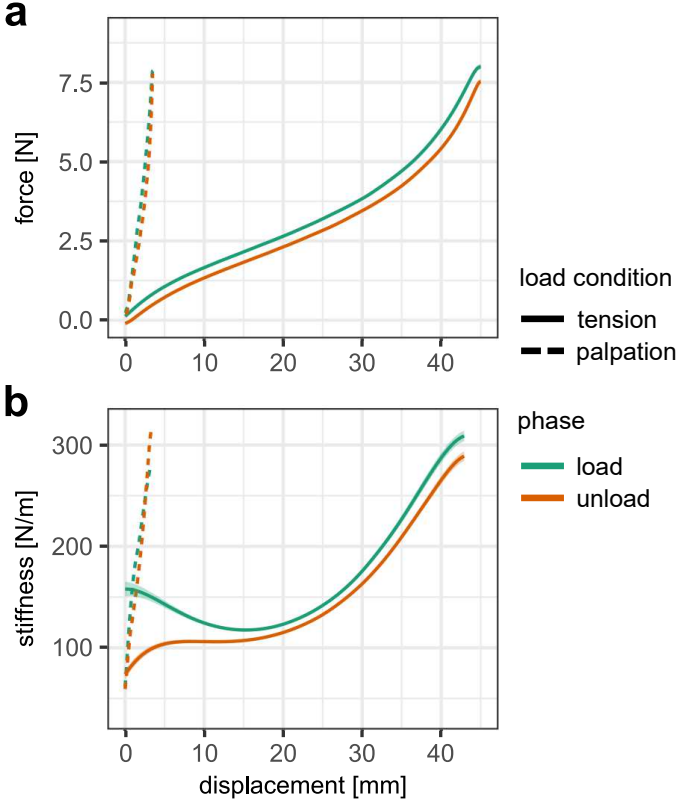 a
force [N]
7.5
5.0
2.5
0.0
0 10 20 30 40
load condition
tension
palpation
phase
load
unload
b
stiffness [N/m]
300
200
100
0 10 20 30 40
displacement [mm]